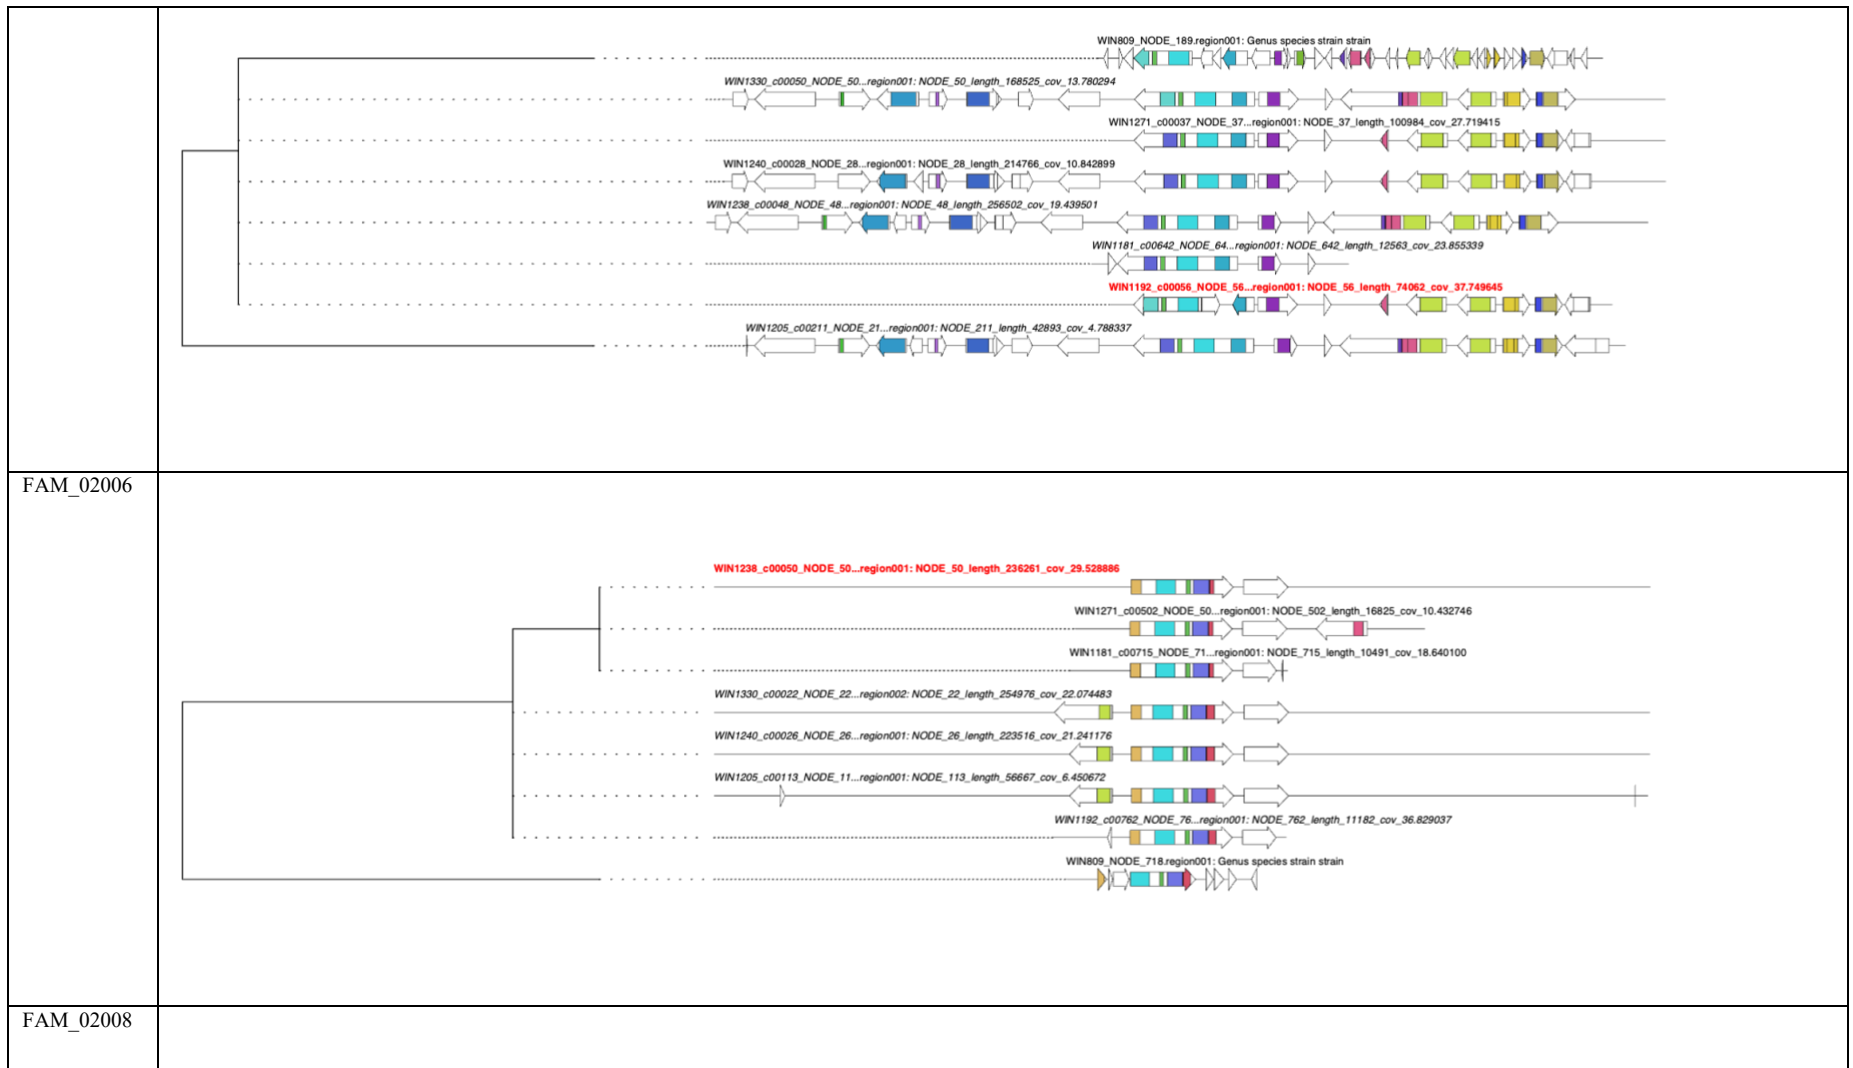 WIN809_NODE_189.region001: Genus species strain strain
WIN1330_c00050_NODE_50...region001: NODE_50_length_168525_cov_13.780294
WIN1271_c00037_NODE_37...region001: NODE_37_length_100984_cov_27.719415
WIN1240_c00028_NODE_28...region001: NODE_28_length_214766_cov_10.842899
WIN1238_c00048_NODE_48...region001: NODE_48_length_256502_cov_19.439501
WIN1181_c00642_NODE_64...region001: NODE_642_length_12563_cov_23.855339
WIN1192_c00056_NODE_56...region001: NODE_56_length_74062_cov_37.749645
WIN1205_c00211_NODE_21...region001: NODE_211_length_42893_cov_4.788337
FAM_02006
WIN1238_c00050_NODE_50...region001: NODE_50_length_236261_cov_29.528886
WIN1271_c00502_NODE_50...region001: NODE_502_length_16825_cov_10.432746
WIN1181_c00715_NODE_71...region001: NODE_715_length_10491_cov_18.640100
WIN1330_c00022_NODE_22...region002: NODE_22_length_254976_cov_22.074483
WIN1240_c00026_NODE_26...region001: NODE_26_length_223516_cov_21.241176
WIN1205_c00113_NODE_11...region001: NODE_113_length_56667_cov_6.450672
WIN1192_c00762_NODE_76...region001: NODE_762_length_11182_cov_36.829037
WIN809_NODE_718.region001: Genus species strain strain
FAM_02008